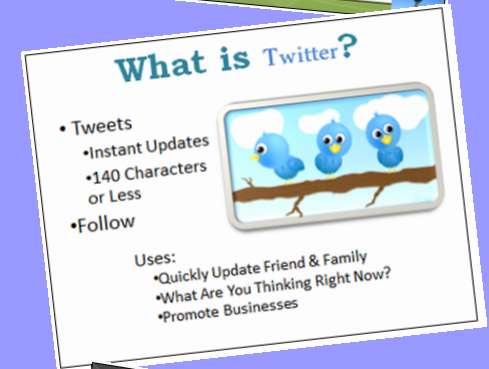 What is Twitter?
• Tweets
•Instant Updates
•140 Characters
or Less
•Follow
Uses:
•Quickly Update Friend & Family
•What Are You Thinking Right Now?
•Promote Businesses